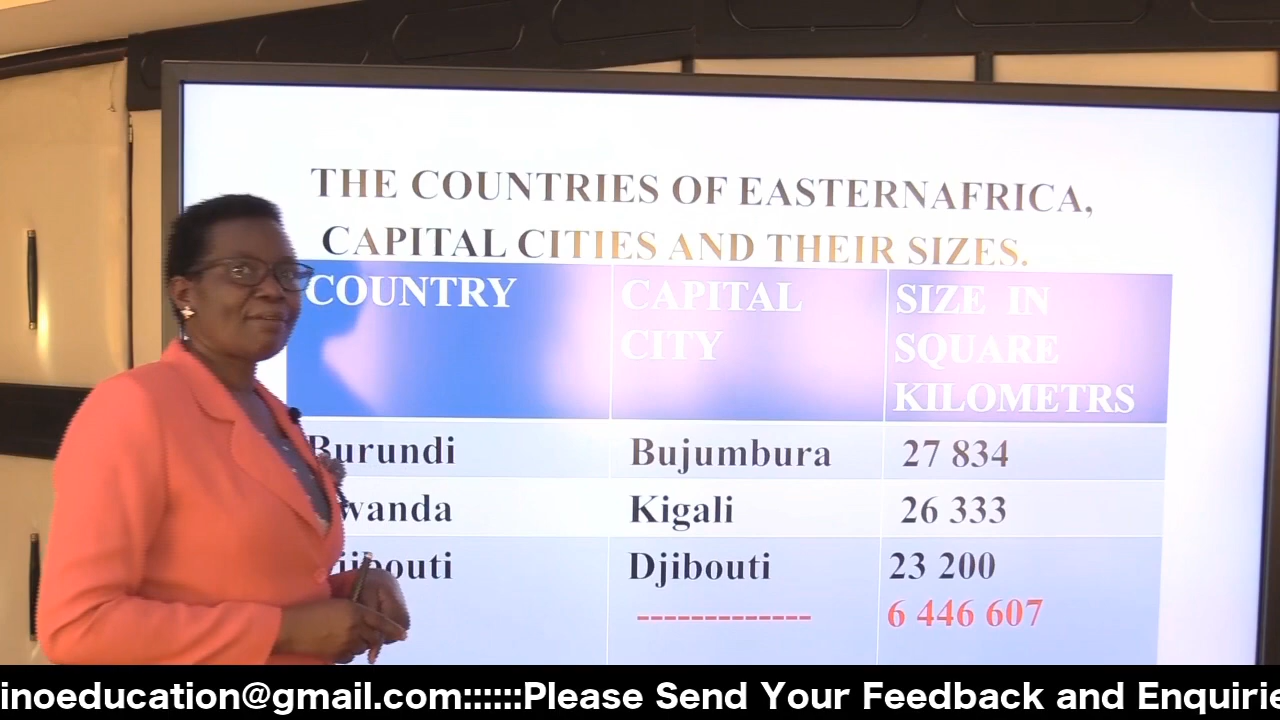 THE COUNTRIES OF EASTERNAFRICA,
CAPITAL CITIES AND THEIR SIZES.
COUNTRY CAPITAL CITY SIZE IN SQUARE KILOMETRS
Burundi Bujumbura 27 834
wanda Kigali 26 333
jibouti Djibouti 23 200
------------- 6 446 607
inoeducation@gmail.com::::::Please Send Your Feedback and Enquirie